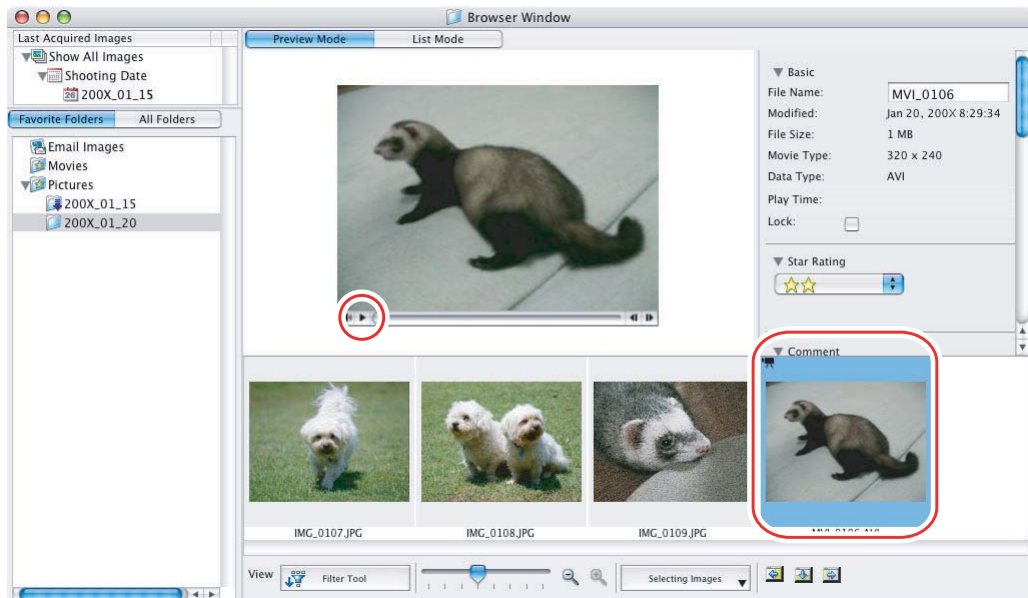 Browser Window
Last Acquired Images
Show All Images
Shooting Date
26 200X_01_15
Favorite Folders
All Folders
Email Images
Movies
Pictures
200X_01_15
200X_01_20
Preview Mode
List Mode
Basic
File Name: MVI_0106
Modified: Jan 20, 200X 8:29:34
File Size: 1 MB
Movie Type: 320 x 240
Data Type: AVI
Play Time:
Lock:
Star Rating
Comment
IMG_0107.JPG
IMG_0108.JPG
IMG_0109.JPG
MVI_0106.AVI
View
Filter Tool
Selecting Images